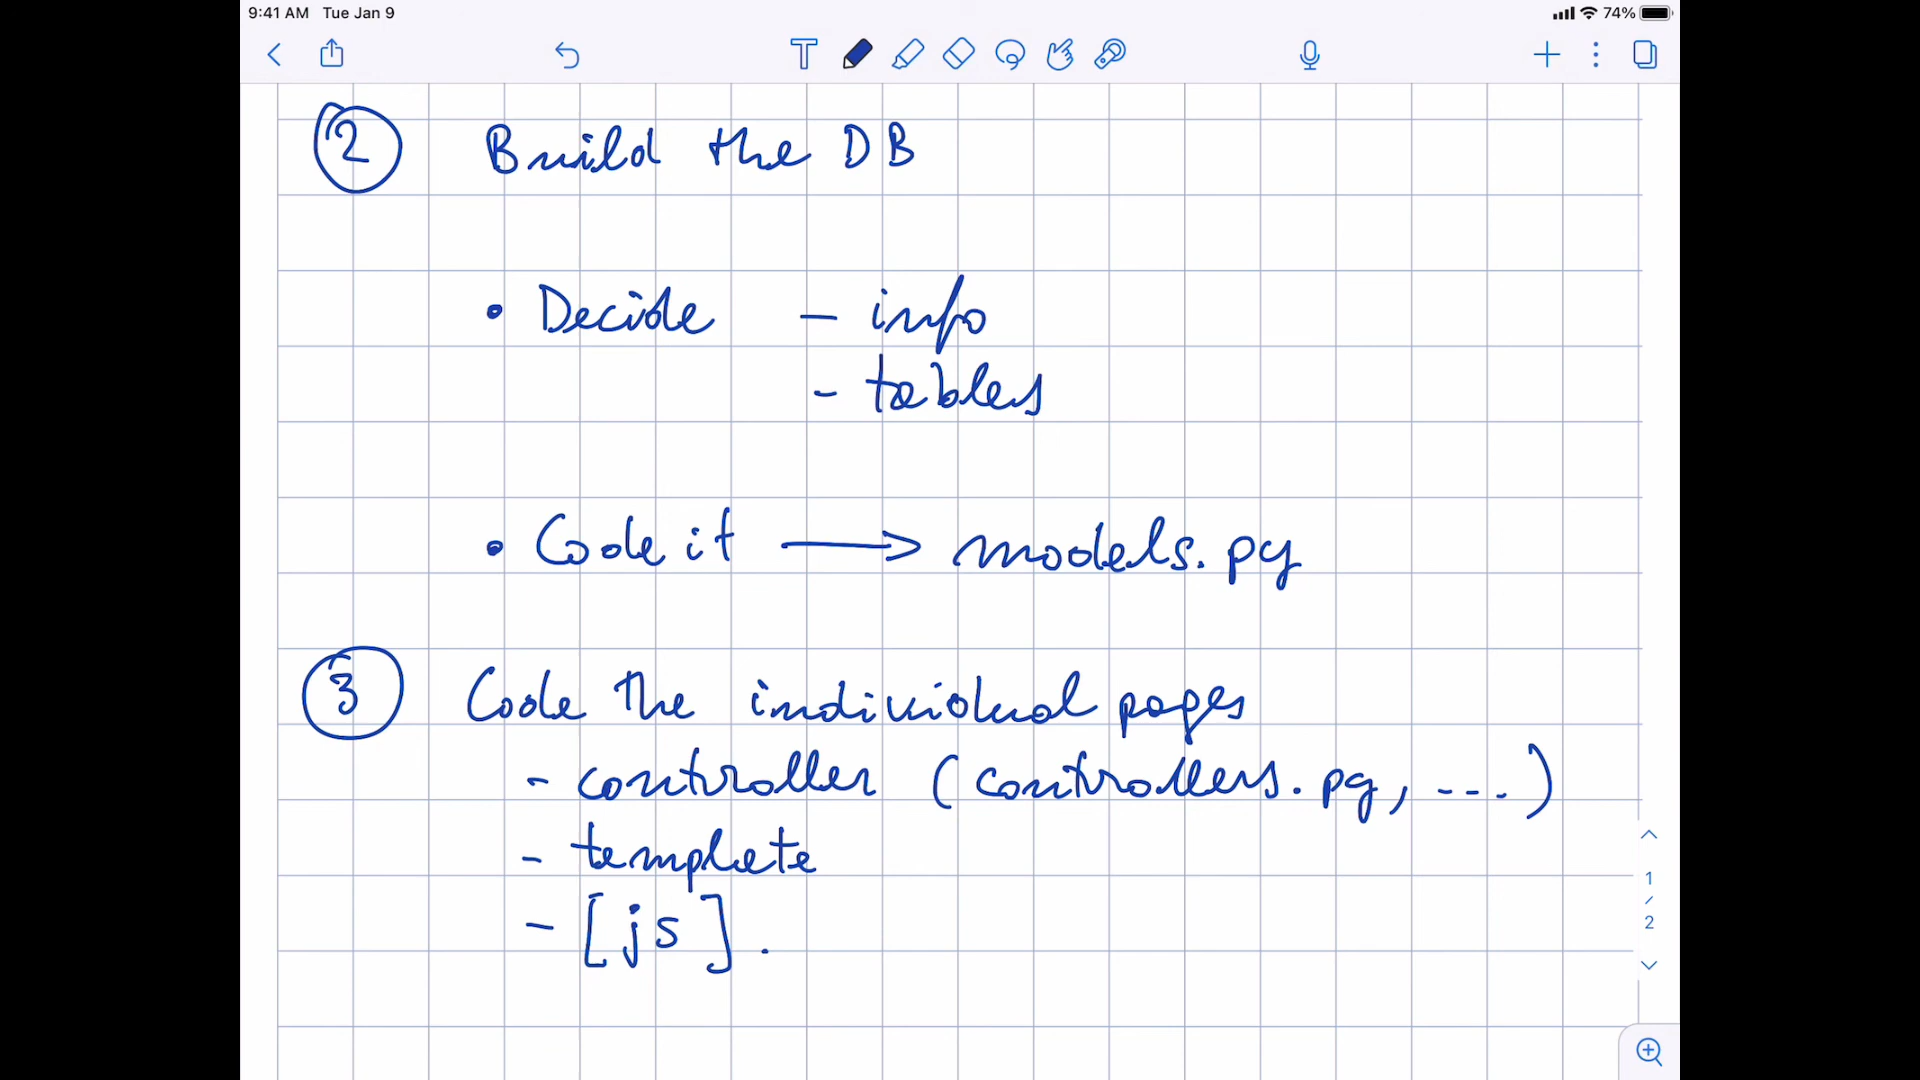 9:41 AM Tue Jan 9 74%
② Build the DB
• Decide - info
- tables
• Code it → models.py
③ Code the individual pages
- controller (controllers.py, ...)
- template
- [js].
1
/
2